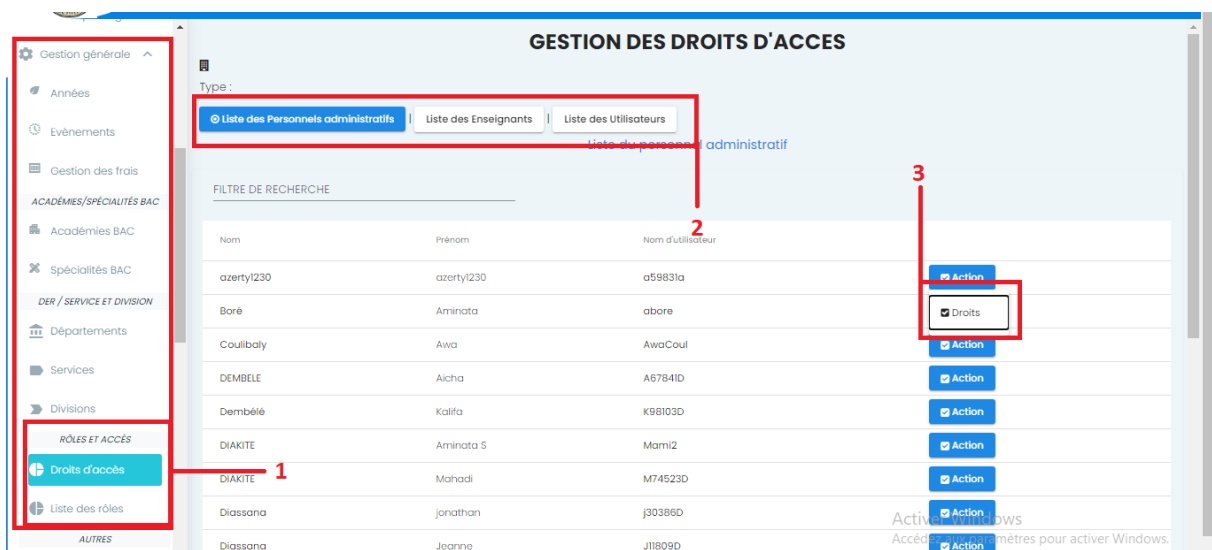 GESTION DES DROITS D'ACCES
Gestion générale
Années
Evènements
Gestion des frais
ACADÉMIES/SPÉCIALITÉS BAC
Académies BAC
Spécialités BAC
DER / SERVICE ET DIVISION
Départements
Services
Divisions
RÔLES ET ACCÈS
Droits d'accès
Liste des rôles
AUTRES
1
Type :
Liste des Personnels administratifs | Liste des Enseignants | Liste des Utilisateurs
Liste du personnel administratif
2
3
FILTRE DE RECHERCHE
Nom Prénom Nom d'utilisateur
azerty1230 azerty1230 a59831a Action
Boré Aminata abore Droits
Coulibaly Awa AwaCoul Action
DEMBELE Aicha A67841D Action
Dembélé Kalifa K98103D Action
DIAKITE Aminata S Mami2 Action
DIAKITE Mahadi M74523D Action
Diassana jonathan j30386D Action
Diassana Jeanne J11809D Action
Activer Windows
Accédez aux paramètres pour activer Windows.